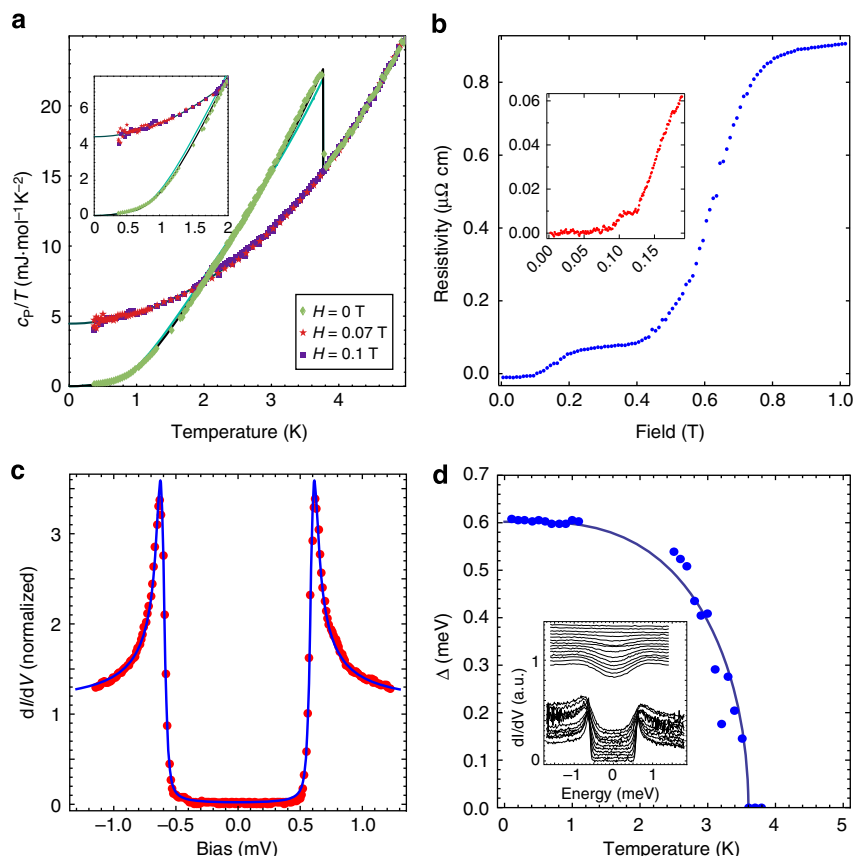 a
c_P/T (mJ·mol⁻¹ K⁻²)
20
15
10
5
0
6
4
2
0
0 0.5 1 1.5 2
H = 0 T
H = 0.07 T
H = 0.1 T
0 1 2 3 4
Temperature (K)
b
Resistivity (μΩ cm)
0.8
0.6
0.4
0.2
0.0
0.06
0.04
0.02
0.00
0.00 0.05 0.10 0.15
0.0 0.2 0.4 0.6 0.8 1.0
Field (T)
c
dI/dV (normalized)
3
2
1
0
−1.0 −0.5 0.0 0.5 1.0
Bias (mV)
d
Δ (meV)
0.7
0.6
0.5
0.4
0.3
0.2
0.1
0.0
dI/dV (a.u.)
1
0
−1 0 1
Energy (meV)
0 1 2 3 4 5
Temperature (K)